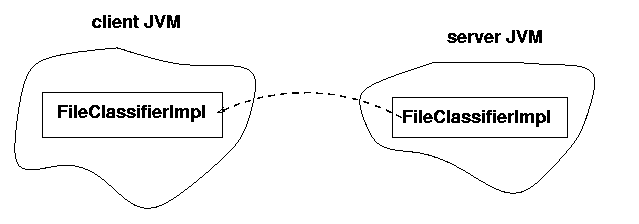 client JVM
server JVM
FileClassifierImpl
FileClassifierImpl